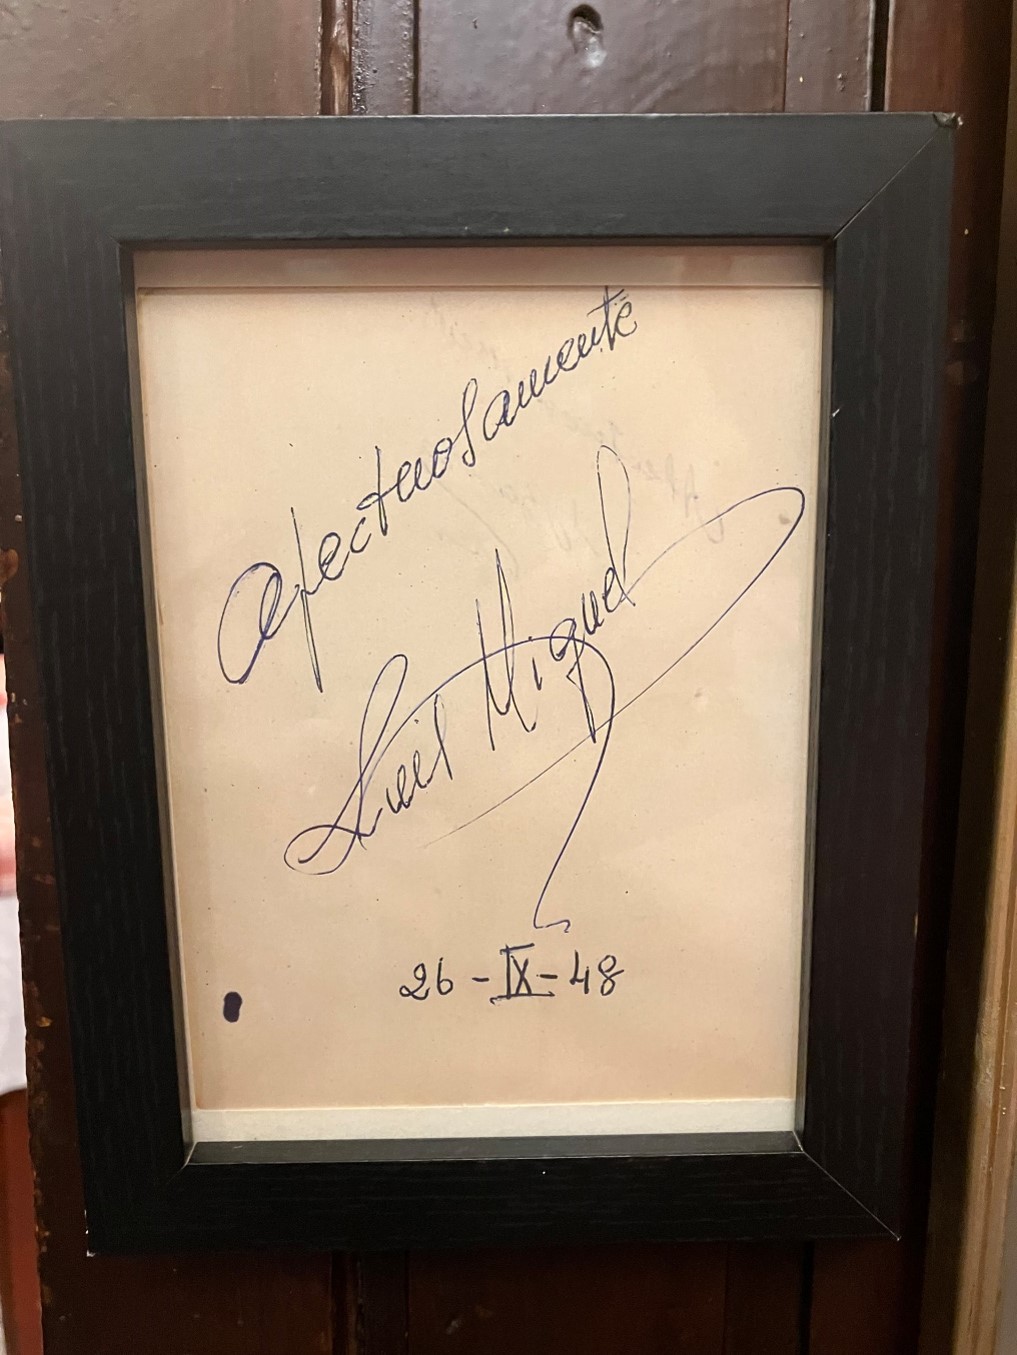 afectuosamente
Luis Miguel
26-IX-48